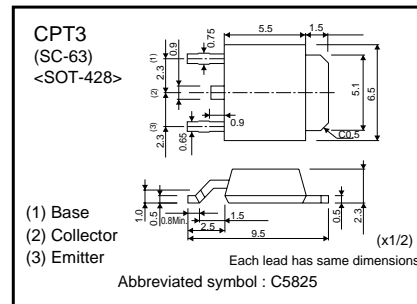 CPT3
(SC-63)
<SOT-428>
5.5
1.5
0.75
0.9
(1)
2.3
(2)
2.3
(3)
0.65
0.9
5.1
6.5
C0.5
(1) Base
(2) Collector
(3) Emitter
1.0
0.5
0.8Min.
1.5
2.5
9.5
0.5
2.3
(x1/2)
Each lead has same dimensions
Abbreviated symbol : C5825